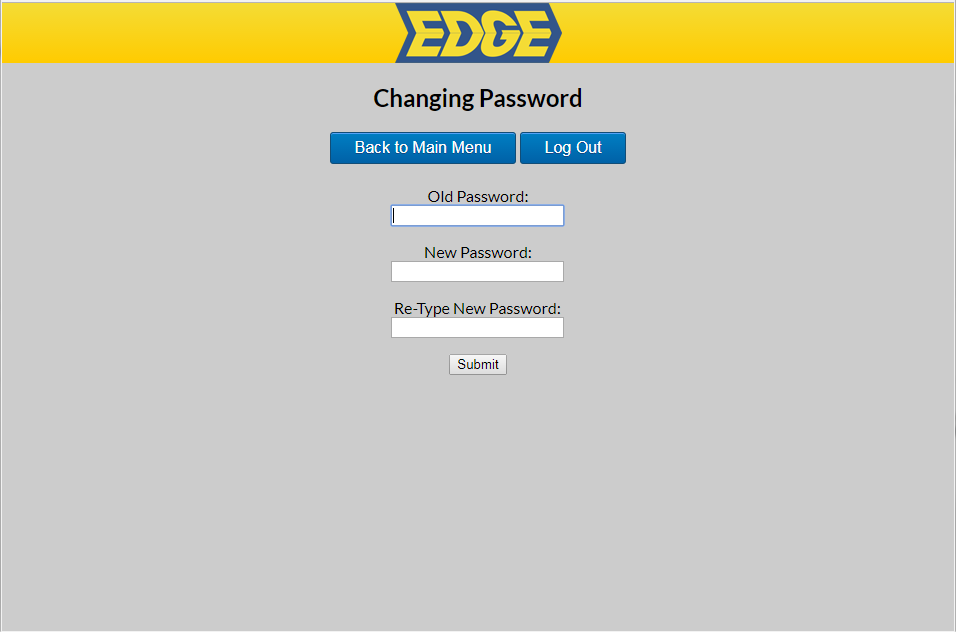 EDGE
Changing Password
Back to Main Menu Log Out
Old Password:
New Password:
Re-Type New Password:
Submit